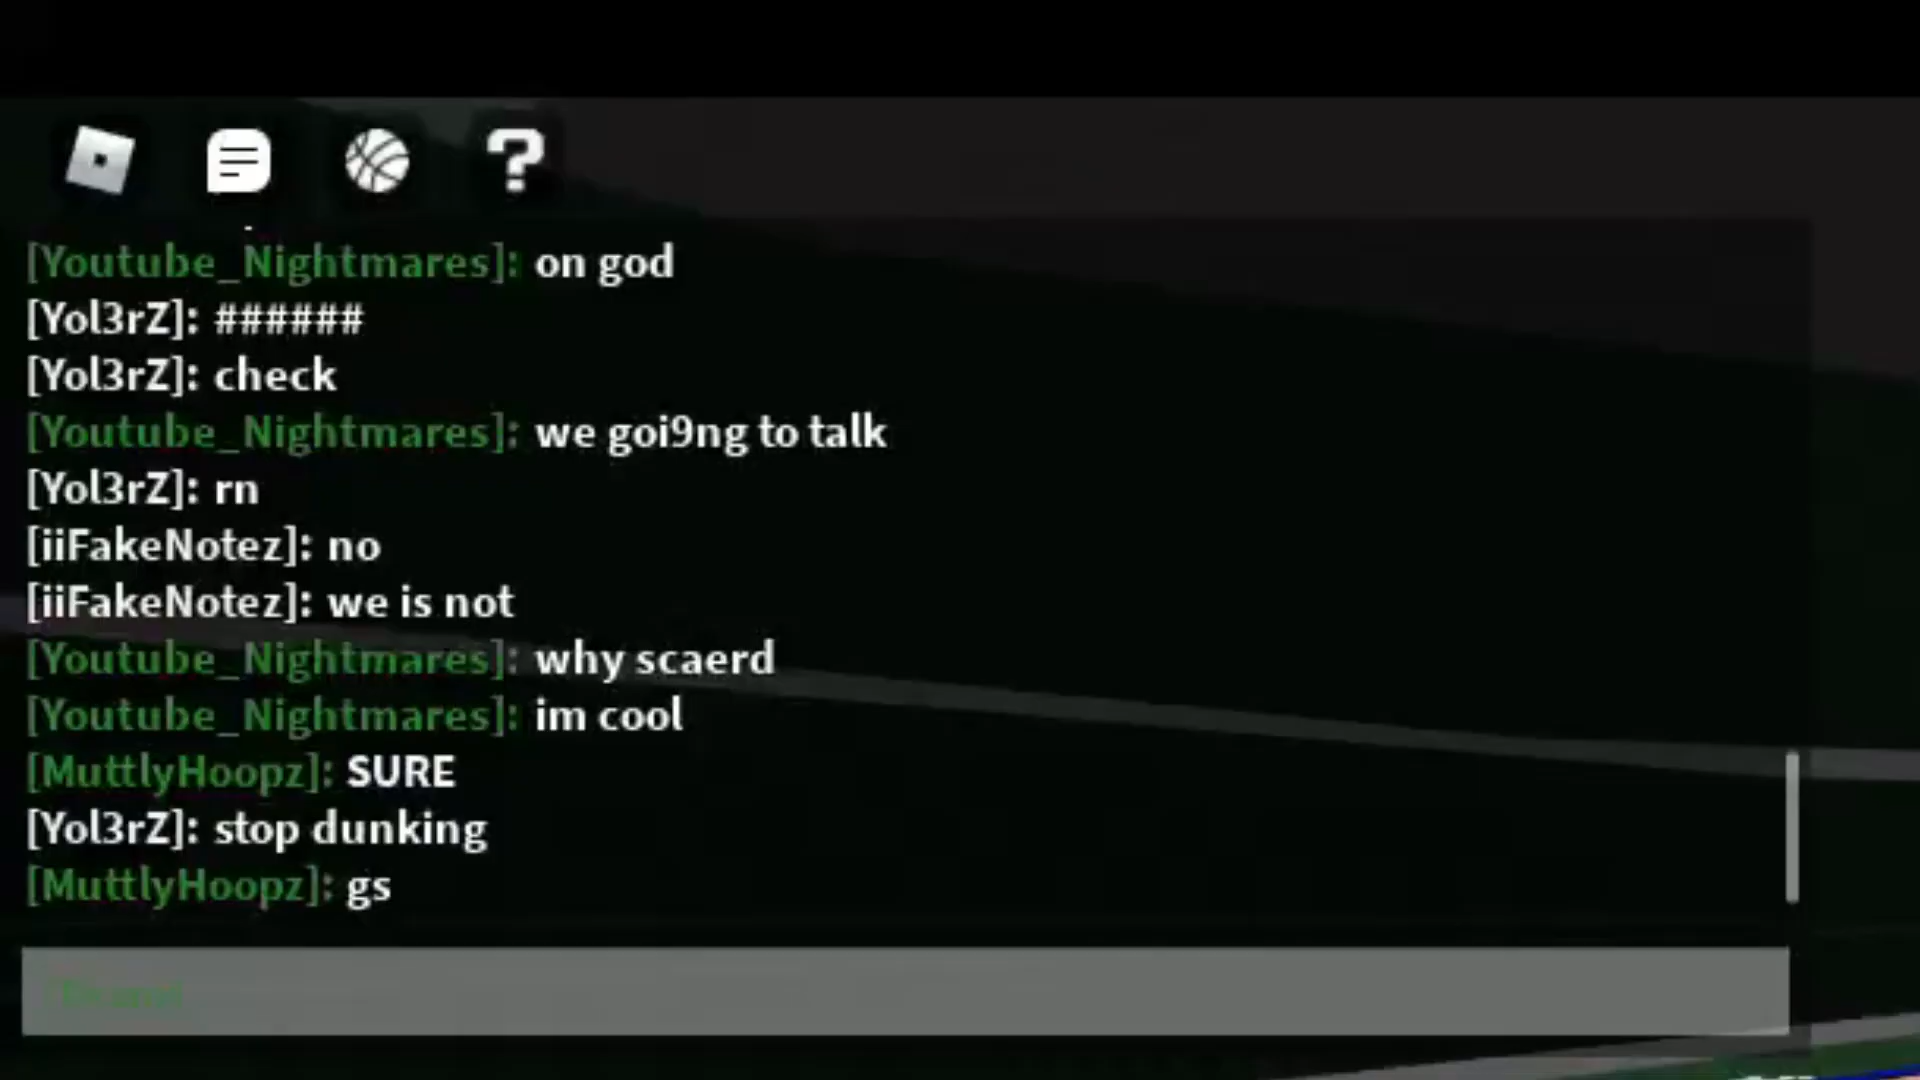 ?
[Youtube_Nightmares]: on god
[Yol3rZ]: ######
[Yol3rZ]: check
[Youtube_Nightmares]: we goi9ng to talk
[Yol3rZ]: rn
[iiFakeNotez]: no
[iiFakeNotez]: we is not
[Youtube_Nightmares]: why scaerd
[Youtube_Nightmares]: im cool
[MuttlyHoopz]: SURE
[Yol3rZ]: stop dunking
[MuttlyHoopz]: gs